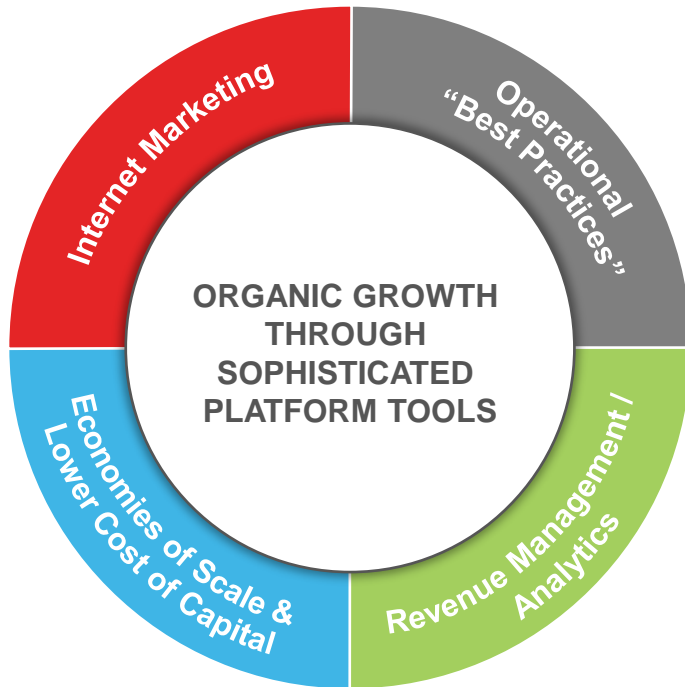 Internet Marketing
Operational
“Best Practices”
ORGANIC GROWTH
THROUGH
SOPHISTICATED
PLATFORM TOOLS
Economies of Scale &
Lower Cost of Capital
Revenue Management /
Analytics